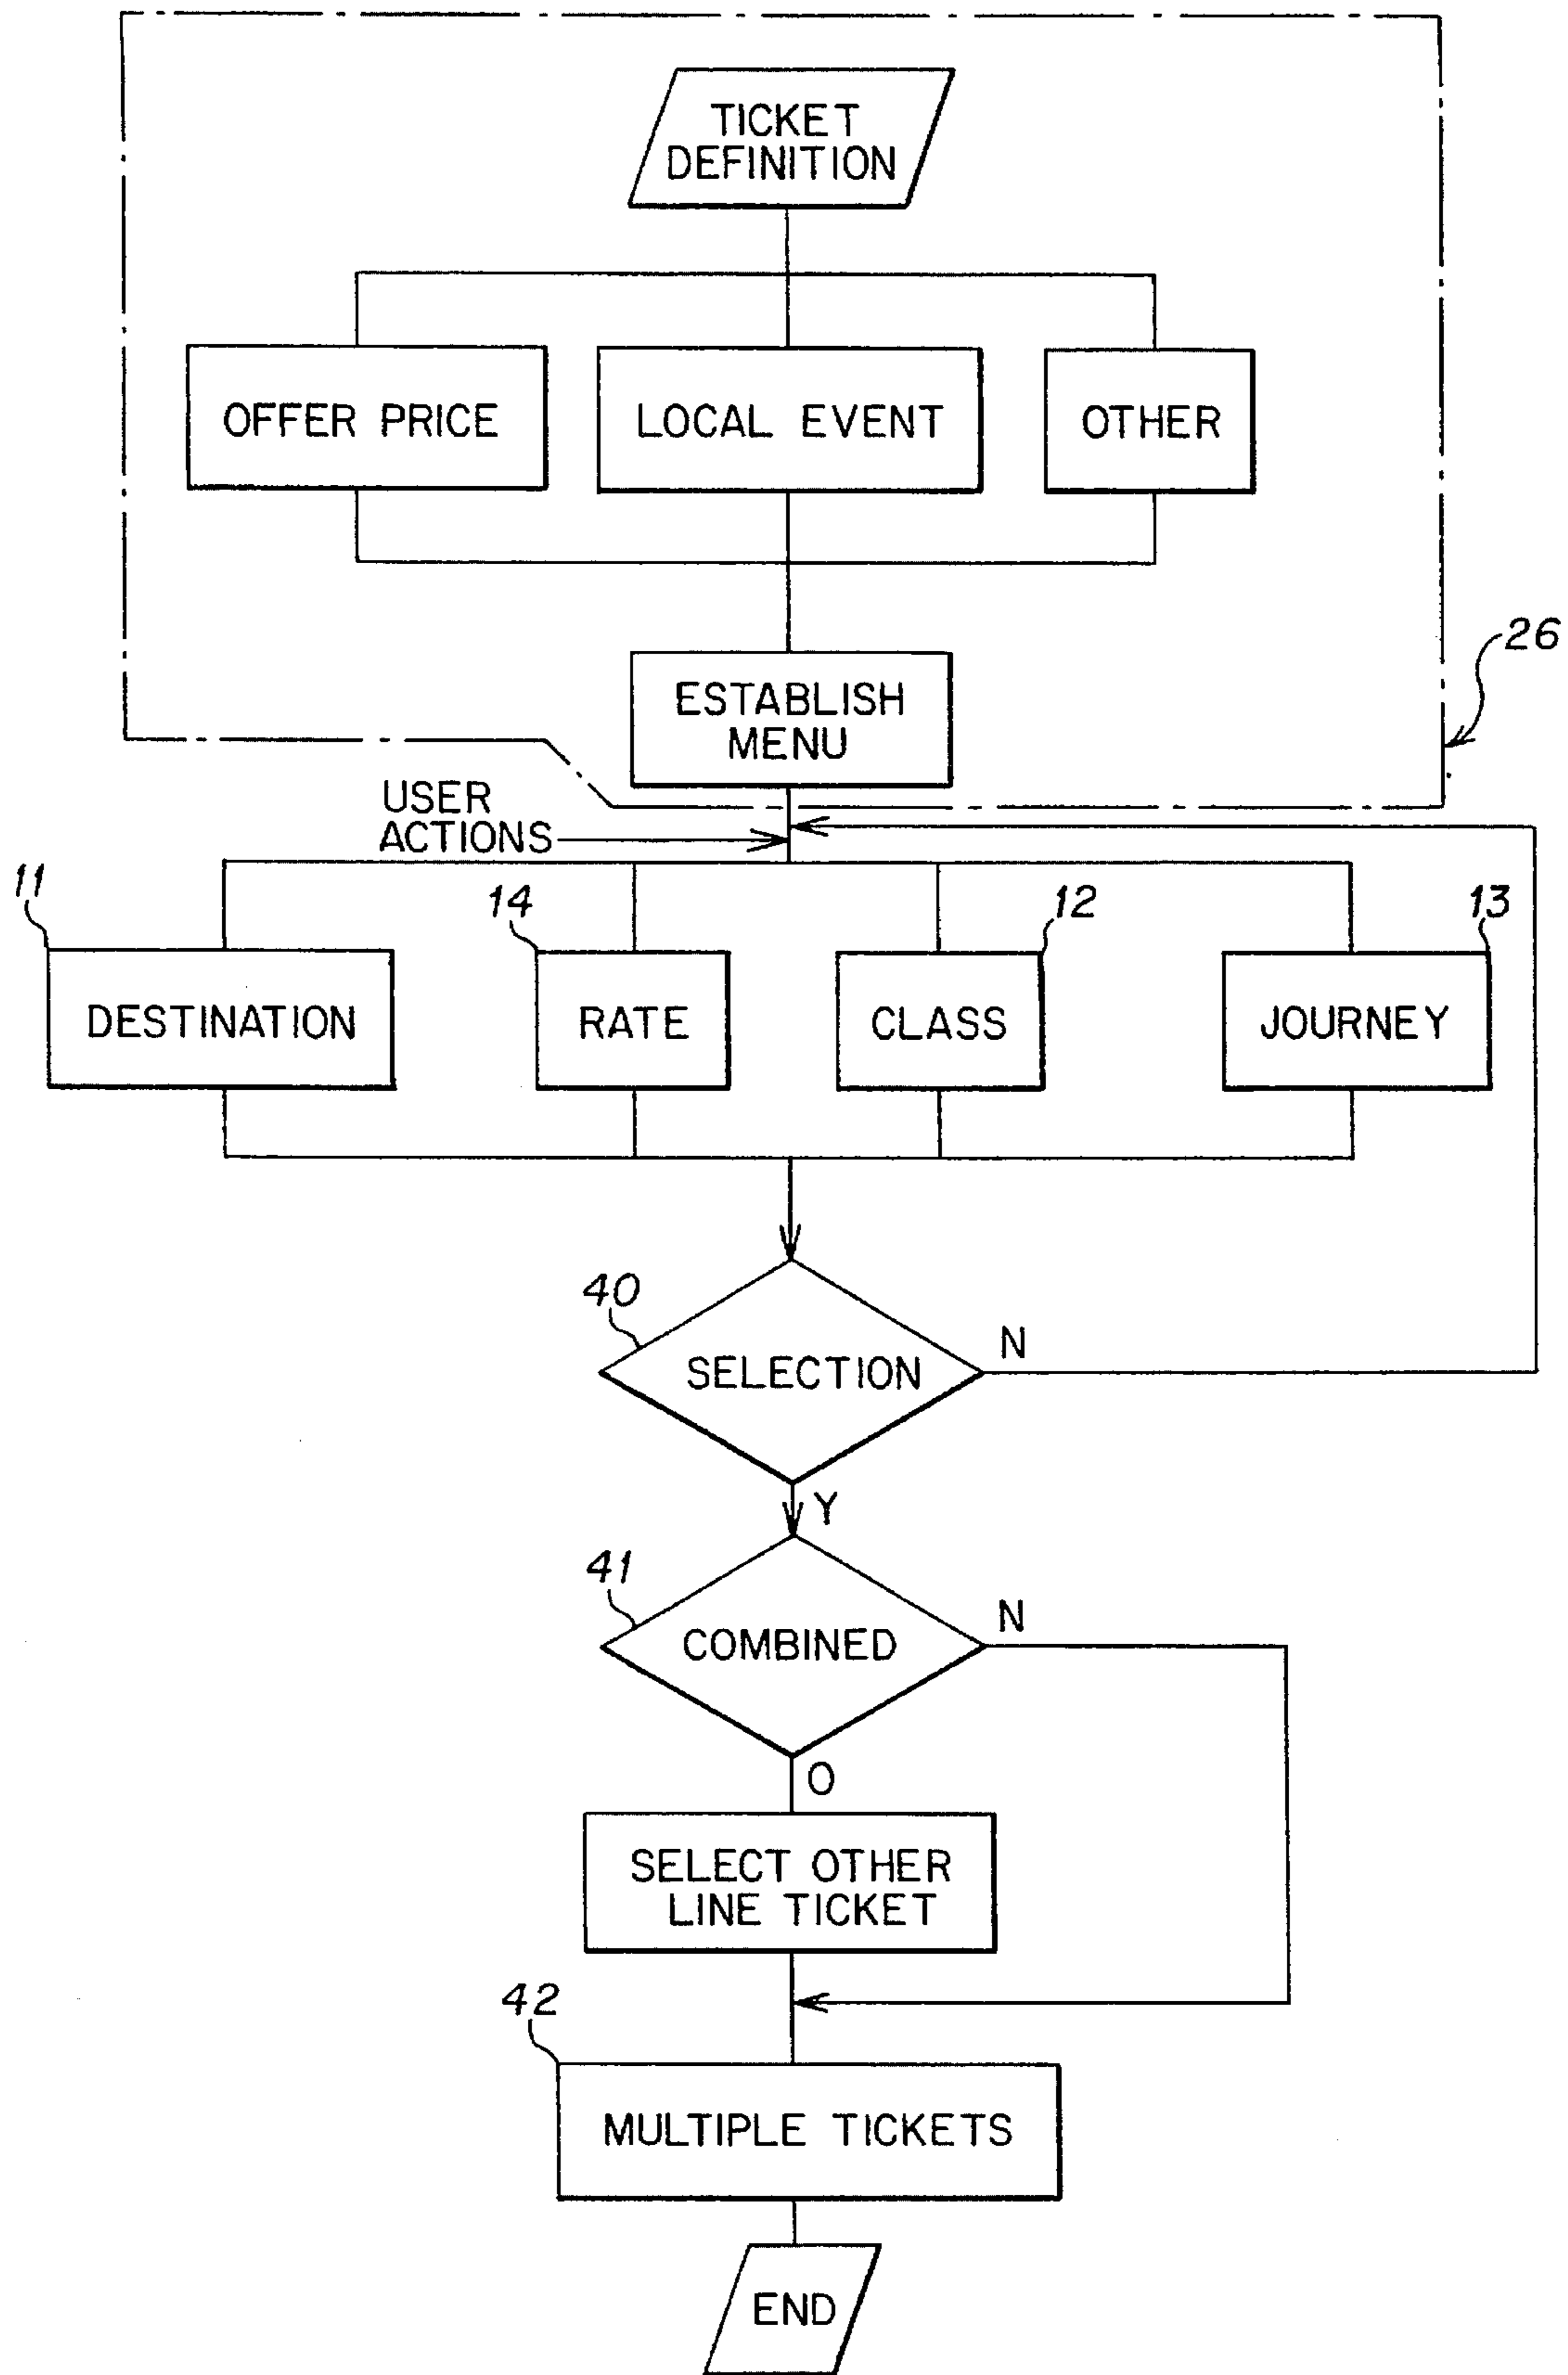 TICKET
DEFINITION
OFFER PRICE
LOCAL EVENT
OTHER
26
ESTABLISH
MENU
USER
ACTIONS
11
14
12
13
DESTINATION
RATE
CLASS
JOURNEY
40
SELECTION
N
Y
41
COMBINED
N
O
SELECT OTHER
LINE TICKET
42
MULTIPLE TICKETS
END